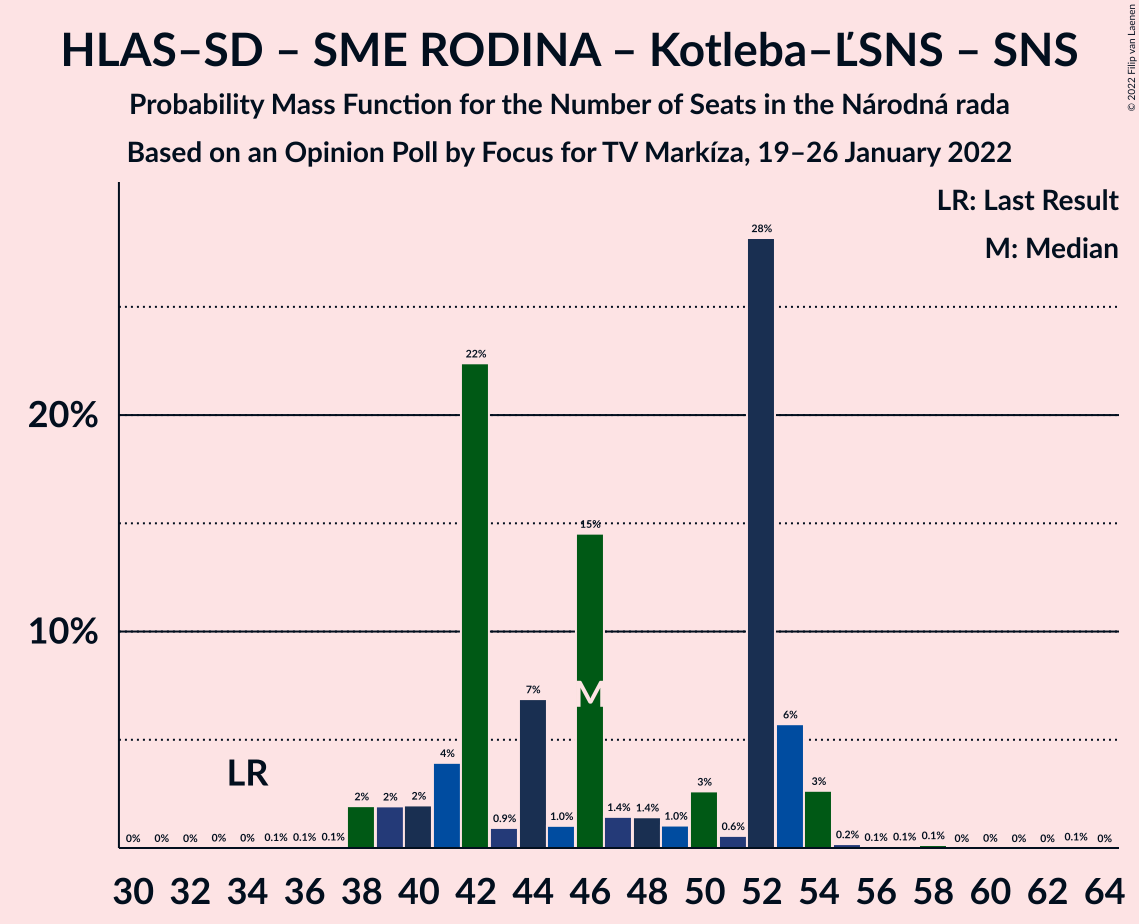 HLAS–SD – SME RODINA – Kotleba–ĽSNS – SNS
Probability Mass Function for the Number of Seats in the Národná rada
Based on an Opinion Poll by Focus for TV Markíza, 19–26 January 2022
© 2022 Filip van Laenen
LR: Last Result
M: Median
20%
10%
LR
M
0% 0% 0% 0% 0% 0.1% 0.1% 0.1% 2% 2% 2% 4% 22% 0.9% 7% 1.0% 15% 1.4% 1.4% 1.0% 3% 0.6% 28% 6% 3% 0.2% 0.1% 0.1% 0.1% 0% 0% 0% 0% 0.1% 0%
30 32 34 36 38 40 42 44 46 48 50 52 54 56 58 60 62 64